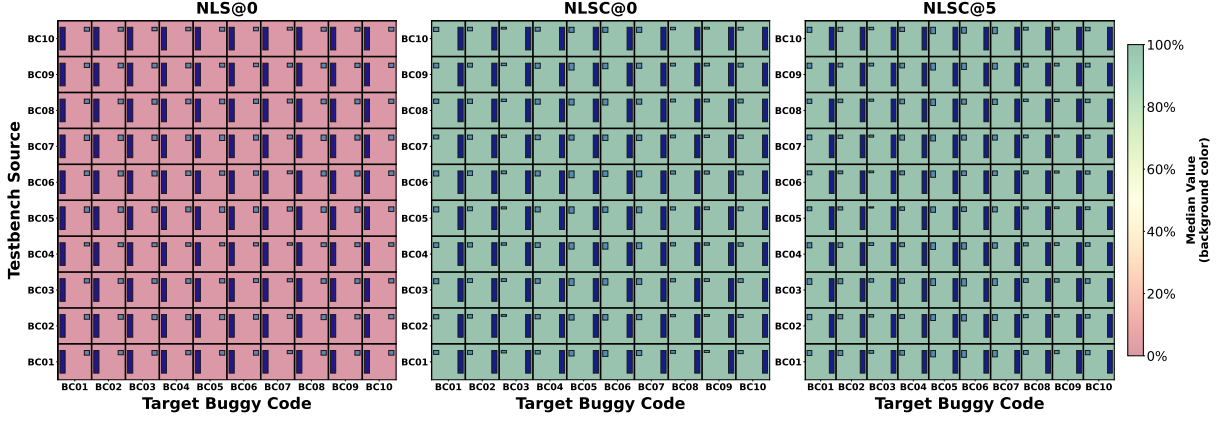 NLS@0
NLSC@0
NLSC@5
Testbench Source
BC10
BC09
BC08
BC07
BC06
BC05
BC04
BC03
BC02
BC01
BC01 BC02 BC03 BC04 BC05 BC06 BC07 BC08 BC09 BC10
Target Buggy Code
BC10
BC09
BC08
BC07
BC06
BC05
BC04
BC03
BC02
BC01
BC01 BC02 BC03 BC04 BC05 BC06 BC07 BC08 BC09 BC10
Target Buggy Code
BC10
BC09
BC08
BC07
BC06
BC05
BC04
BC03
BC02
BC01
BC01 BC02 BC03 BC04 BC05 BC06 BC07 BC08 BC09 BC10
Target Buggy Code
100%
80%
60%
40%
20%
0%
Median Value
(background color)